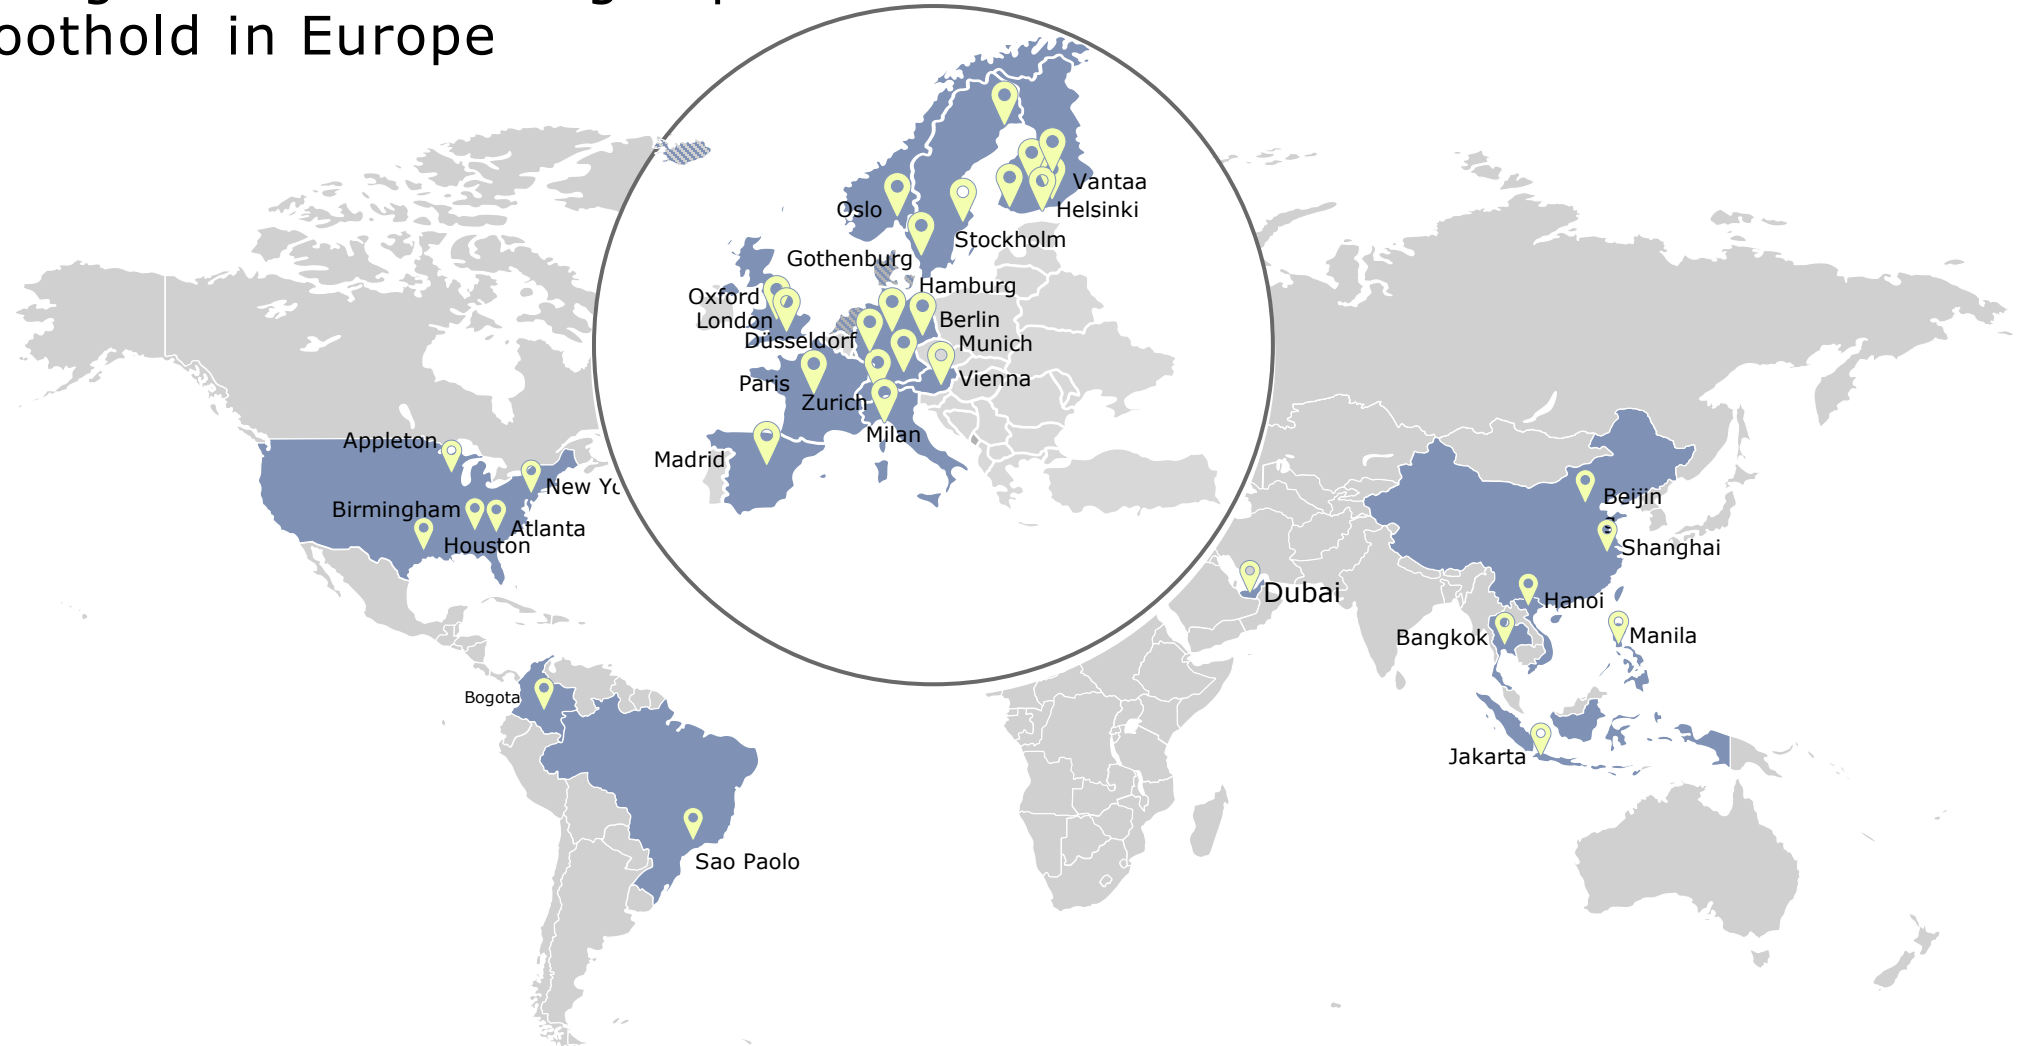 oothold in Europe
Vantaa
Oslo
Helsinki
Stockholm
Gothenburg
Hamburg
Oxford
London
Berlin
Düsseldorf
Munich
Paris
Vienna
Zurich
Milan
Madrid
Appleton
New Yo
Birmingham
Atlanta
Houston
Beijin
Shanghai
Dubai
Hanoi
Bangkok
Manila
Bogota
Jakarta
Sao Paolo